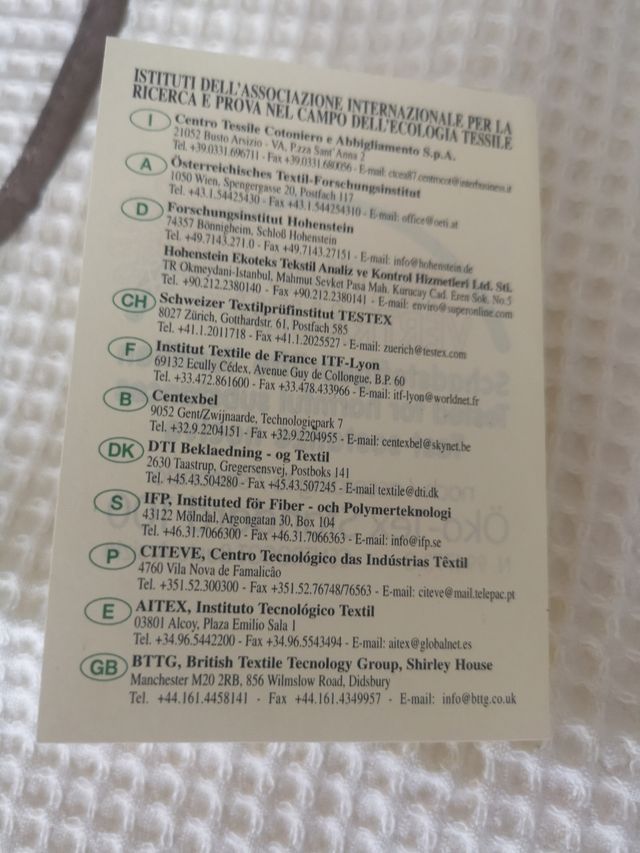 ISTITUTI DELL'ASSOCIAZIONE INTERNAZIONALE PER LA
RICERCA E PROVA NEL CAMPO DELL'ECOLOGIA TESSILE
I Centro Tessile Cotoniero e Abbigliamento S.p.A.
21052 Busto Arsizio - VA, P.zza Sant'Anna 2
Tel. +39.0331.696711 - Fax +39.0331.680056 - E-mail: ctcea87.centrocot@interbusiness.it
A Österreichisches Textil-Forschungsinstitut
1050 Wien, Spengergasse 20, Postfach 117
Tel. +43.1.54425430 - Fax +43.1.544254310 - E-mail: office@oeti.at
D Forschungsinstitut Hohenstein
74357 Bönnigheim, Schloß Hohenstein
Tel. +49.7143.271.0 - Fax +49.7143.27151 - E-mail: info@hohenstein.de
Hohenstein Ekoteks Tekstil Analiz ve Kontrol Hizmetleri Ltd. Sti.
TR Okmeydani-Istanbul, Mahmut Sevket Pasa Mah. Kurucay Cad. Eren Sok. No.5
Tel. +90.212.2380140 - Fax +90.212.2380141 - E-mail: enviro@superonline.com
CH Schweizer Textilprüfinstitut TESTEX
8027 Zürich, Gotthardstr. 61, Postfach 585
Tel. +41.1.2011718 - Fax +41.1.2025527 - E-mail: zuerich@testex.com
F Institut Textile de France ITF-Lyon
69132 Ecully Cédex, Avenue Guy de Collongue, B.P. 60
Tel. +33.472.861600 - Fax +33.478.433966 - E-mail: itf-lyon@worldnet.fr
B Centexbel
9052 Gent/Zwijnaarde, Technologiepark 7
Tel. +32.9.2204151 - Fax +32.9.2204955 - E-mail: centexbel@skynet.be
DK DTI Beklaedning - og Textil
2630 Taastrup, Gregersensvej, Postboks 141
Tel. +45.43.504280 - Fax +45.43.507245 - E-mail textile@dti.dk
S IFP, Instituted för Fiber - och Polymerteknologi
43122 Mölndal, Argongatan 30, Box 104
Tel. +46.31.7066300 - Fax +46.31.7066363 - E-mail: info@ifp.se
P CITEVE, Centro Tecnológico das Indústrias Têxtil
4760 Vila Nova de Famalicão
Tel. +351.52.300300 - Fax +351.52.76748/76563 - E-mail: citeve@mail.telepac.pt
E AITEX, Instituto Tecnológico Textil
03801 Alcoy, Plaza Emilio Sala 1
Tel. +34.96.5442200 - Fax +34.96.5543494 - E-mail: aitex@globalnet.es
GB BTTG, British Textile Tecnology Group, Shirley House
Manchester M20 2RB, 856 Wilmslow Road, Didsbury
Tel. +44.161.4458141 - Fax +44.161.4349957 - E-mail: info@bttg.co.uk